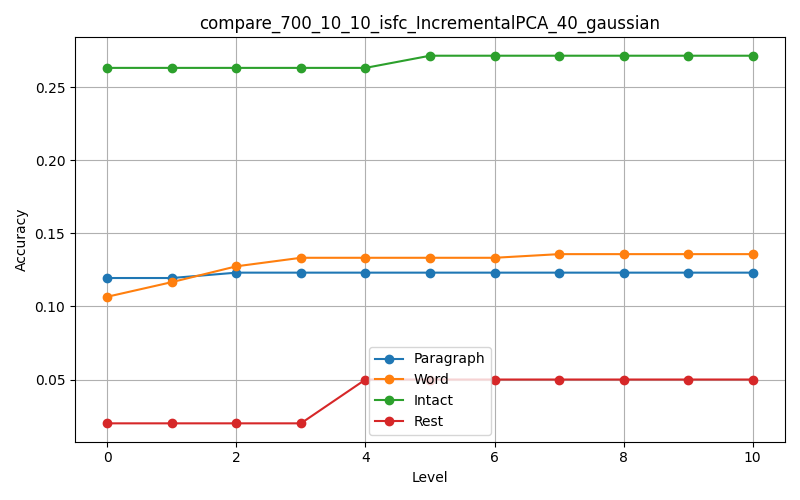 compare_700_10_10_isfc_IncrementalPCA_40_gaussian
0.25
0.20
0.15
0.10
0.05
Accuracy
Paragraph
Word
Intact
Rest
0 2 4 6 8 10
Level